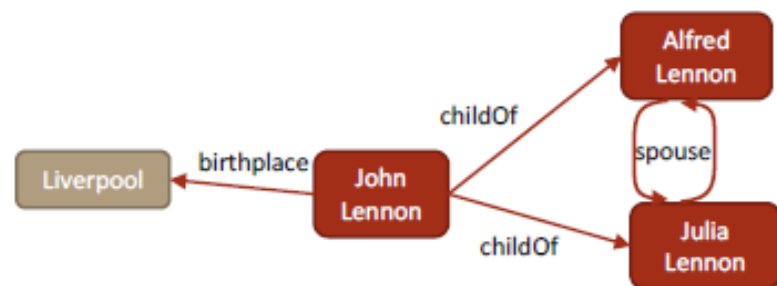 Alfred
Lennon
childOf
spouse
birthplace
Liverpool
John
Lennon
childOf
Julia
Lennon